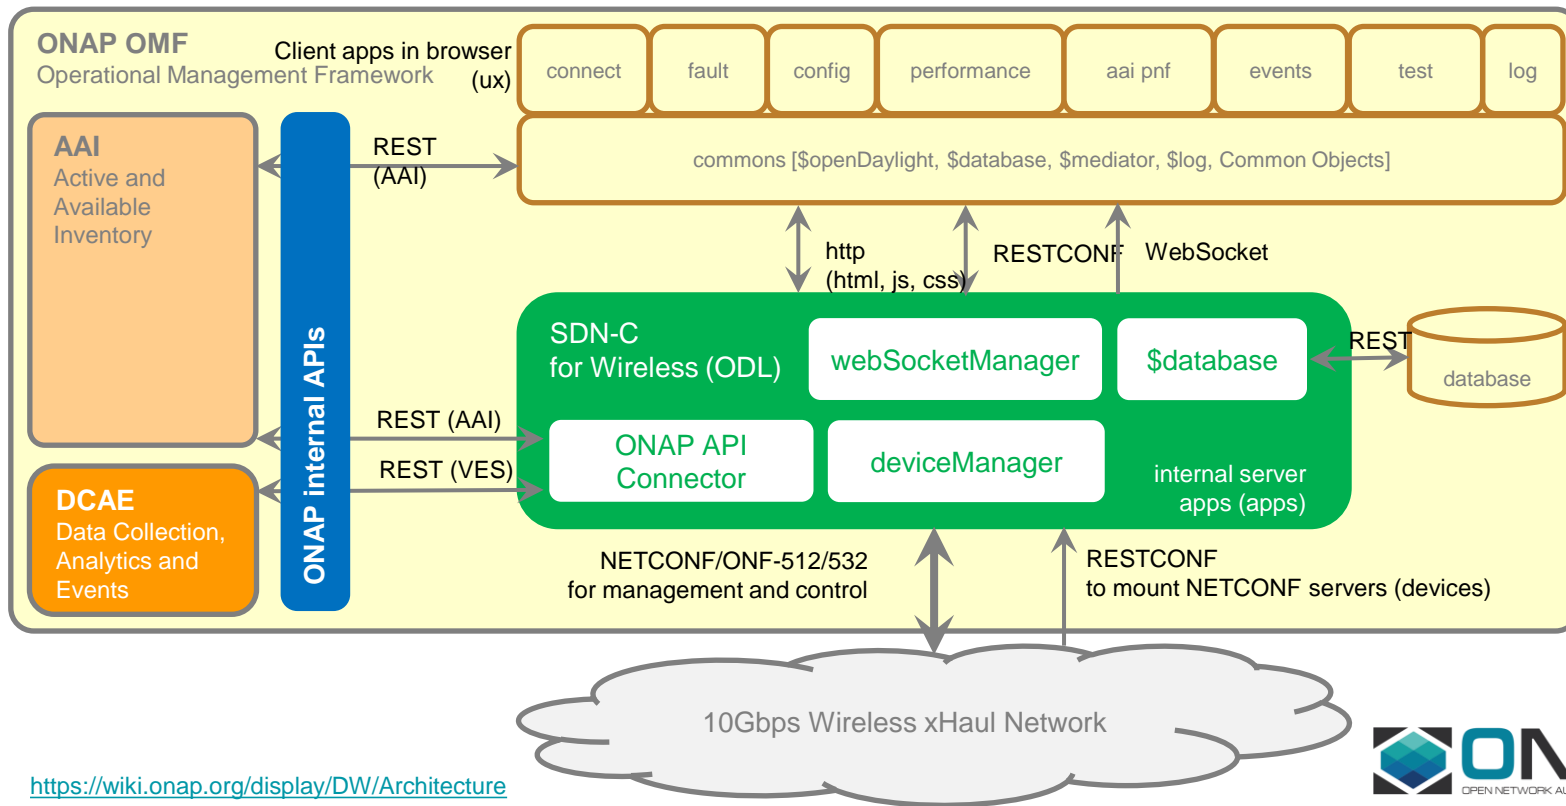 ONAP OMF
Operational Management Framework
Client apps in browser
(ux)
connect
fault
config
performance
aai pnf
events
test
log
commons [$openDaylight, $database, $mediator, $log, Common Objects]
AAI
Active and
Available
Inventory
REST
(AAI)
ONAP internal APIs
http
(html, js, css)
RESTCONF
WebSocket
SDN-C
for Wireless (ODL)
webSocketManager
$database
REST
database
REST (AAI)
ONAP API
Connector
deviceManager
REST (VES)
internal server
apps (apps)
DCAE
Data Collection,
Analytics and
Events
NETCONF/ONF-512/532
for management and control
RESTCONF
to mount NETCONF servers (devices)
10Gbps Wireless xHaul Network
https://wiki.onap.org/display/DW/Architecture
ON
OPEN NETWORK